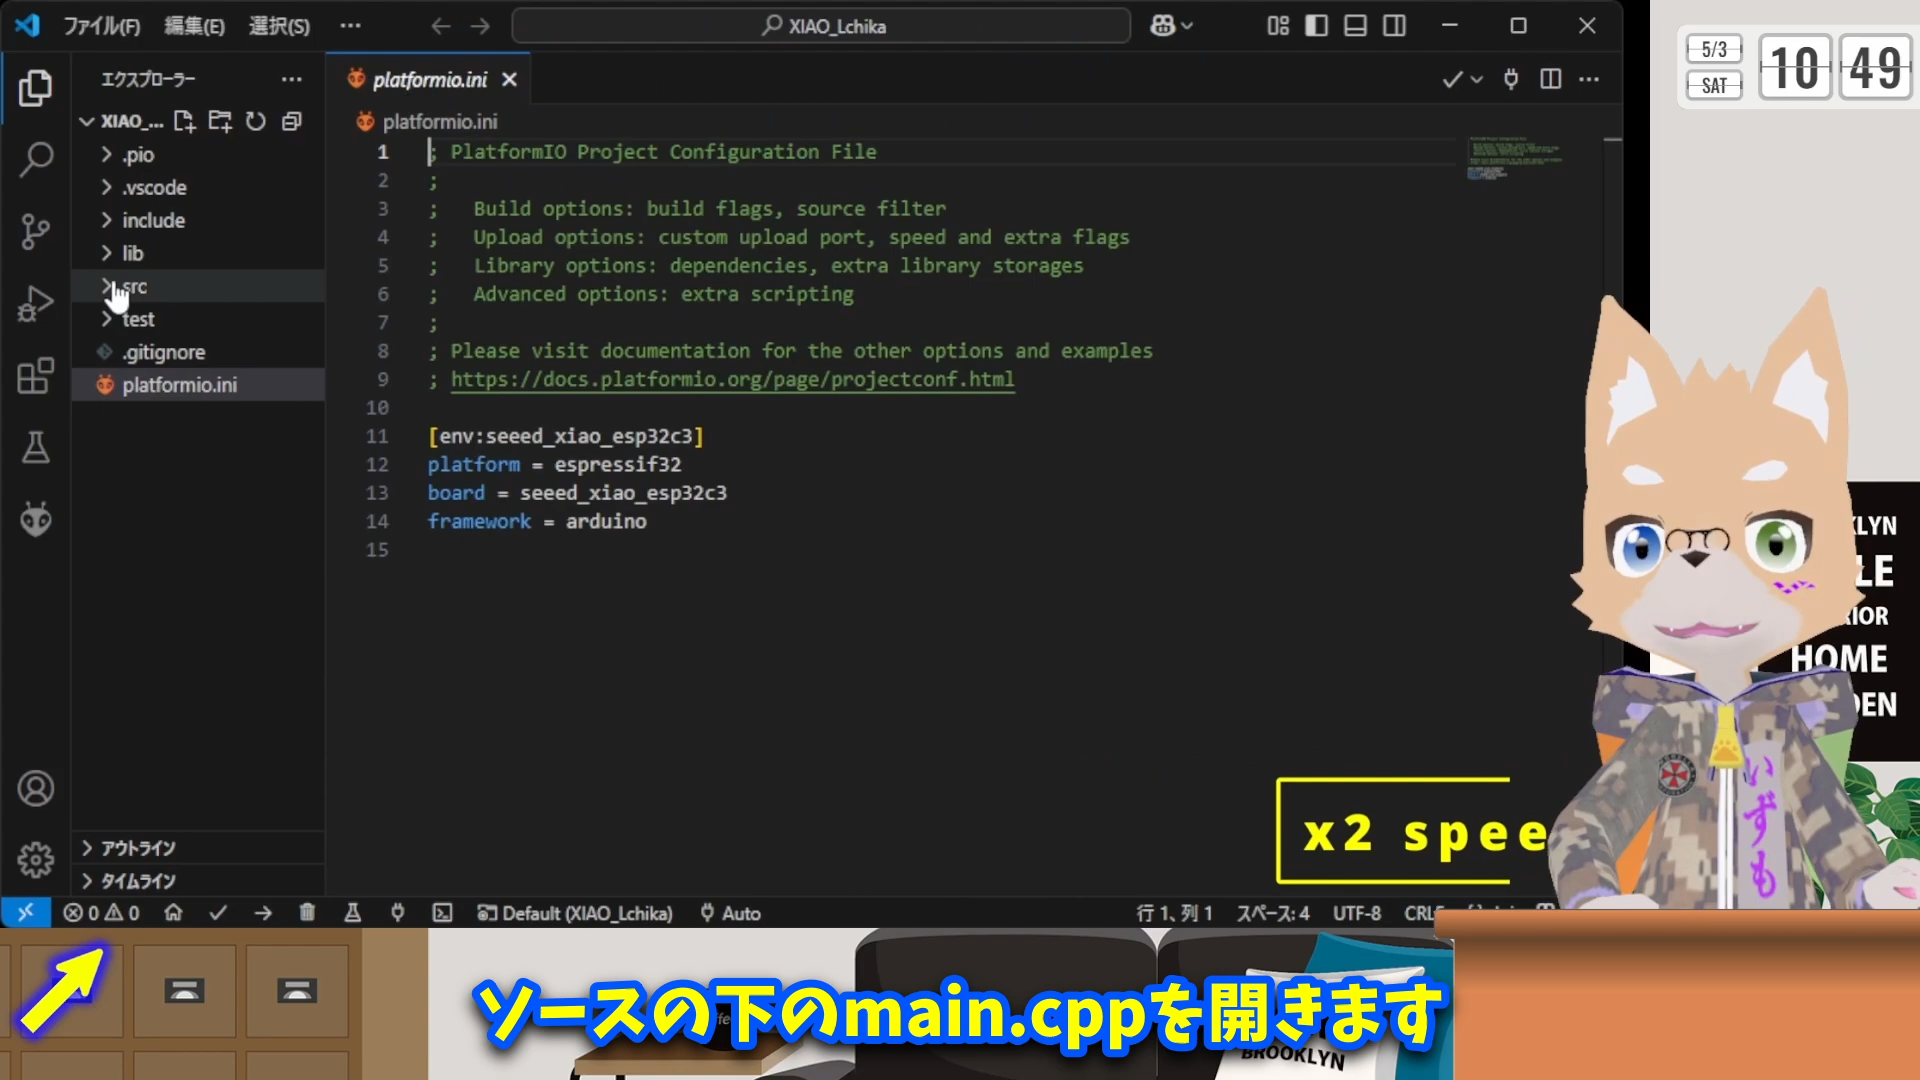 ファイル(F) 編集(E) 選択(S) ··· XIAO_Lchika
エクスプローラー ···
platformio.ini
XIAO_...
.pio
.vscode
include
lib
src
test
.gitignore
platformio.ini
アウトライン
タイムライン
platformio.ini
1 ; PlatformIO Project Configuration File
2 ;
3 ;   Build options: build flags, source filter
4 ;   Upload options: custom upload port, speed and extra flags
5 ;   Library options: dependencies, extra library storages
6 ;   Advanced options: extra scripting
7 ;
8 ; Please visit documentation for the other options and examples
9 ; https://docs.platformio.org/page/projectconf.html
10
11 [env:seeed_xiao_esp32c3]
12 platform = espressif32
13 board = seeed_xiao_esp32c3
14 framework = arduino
15
0 0 Default (XIAO_Lchika) Auto 行 1、列 1 スペース: 4 UTF-8
5/3
SAT
10 49
KLYN
LE
RIOR
HOME
DEN
x2 spee
いずも
ソースの下のmain.cppを開きます
BROOKLYN